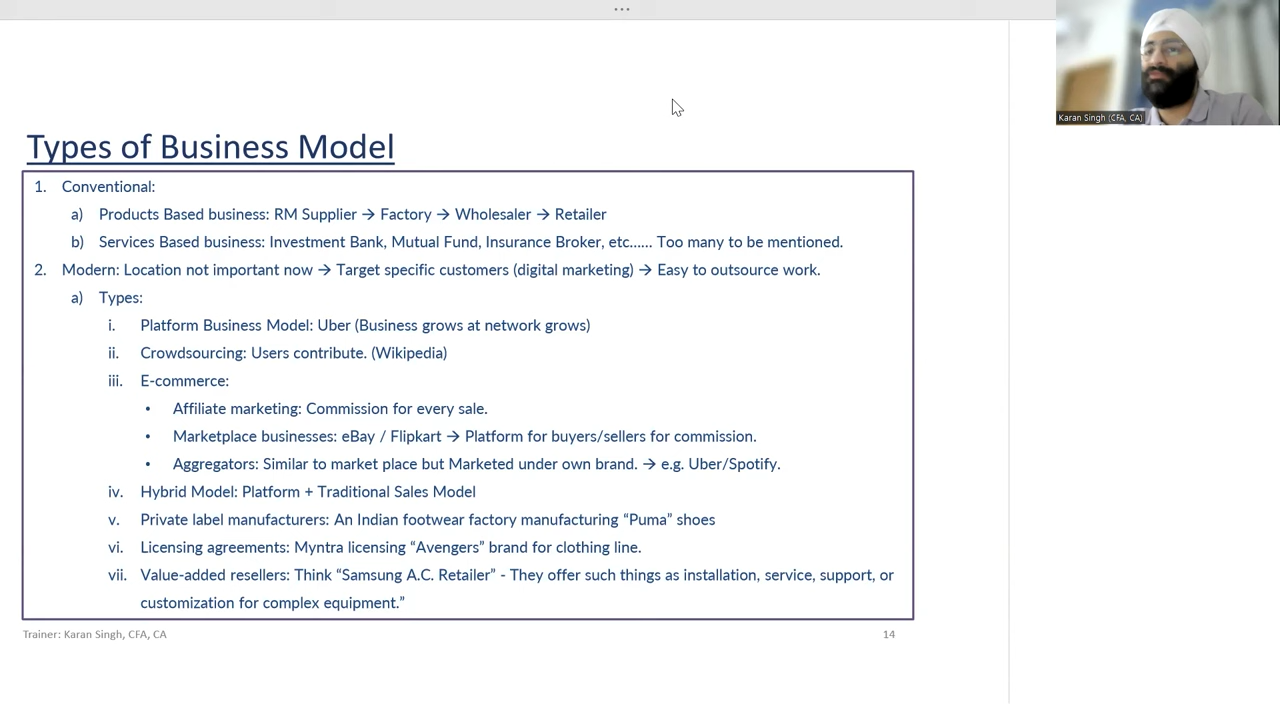 Karan Singh (CFA, CA)
Types of Business Model
1. Conventional:
a) Products Based business: RM Supplier → Factory → Wholesaler → Retailer
b) Services Based business: Investment Bank, Mutual Fund, Insurance Broker, etc…… Too many to be mentioned.
2. Modern: Location not important now → Target specific customers (digital marketing) → Easy to outsource work.
a) Types:
i. Platform Business Model: Uber (Business grows at network grows)
ii. Crowdsourcing: Users contribute. (Wikipedia)
iii. E-commerce:
• Affiliate marketing: Commission for every sale.
• Marketplace businesses: eBay / Flipkart → Platform for buyers/sellers for commission.
• Aggregators: Similar to market place but Marketed under own brand. → e.g. Uber/Spotify.
iv. Hybrid Model: Platform + Traditional Sales Model
v. Private label manufacturers: An Indian footwear factory manufacturing “Puma” shoes
vi. Licensing agreements: Myntra licensing “Avengers” brand for clothing line.
vii. Value-added resellers: Think “Samsung A.C. Retailer” - They offer such things as installation, service, support, or
customization for complex equipment.”
Trainer: Karan Singh, CFA, CA
14